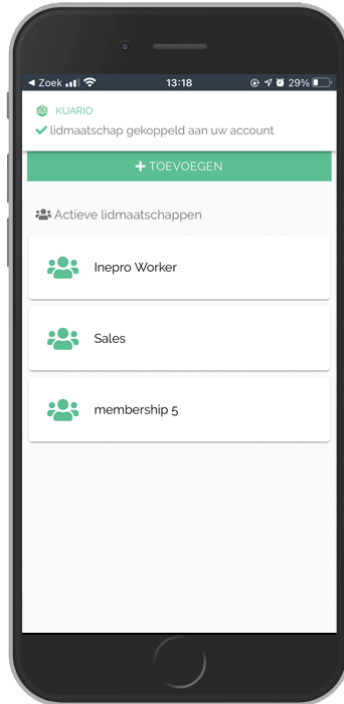 ◀ Zoek 13:18 29%
KUARIO
✓ lidmaatschap gekoppeld aan uw account
+ TOEVOEGEN
Actieve lidmaatschappen
Inepro Worker
Sales
membership 5